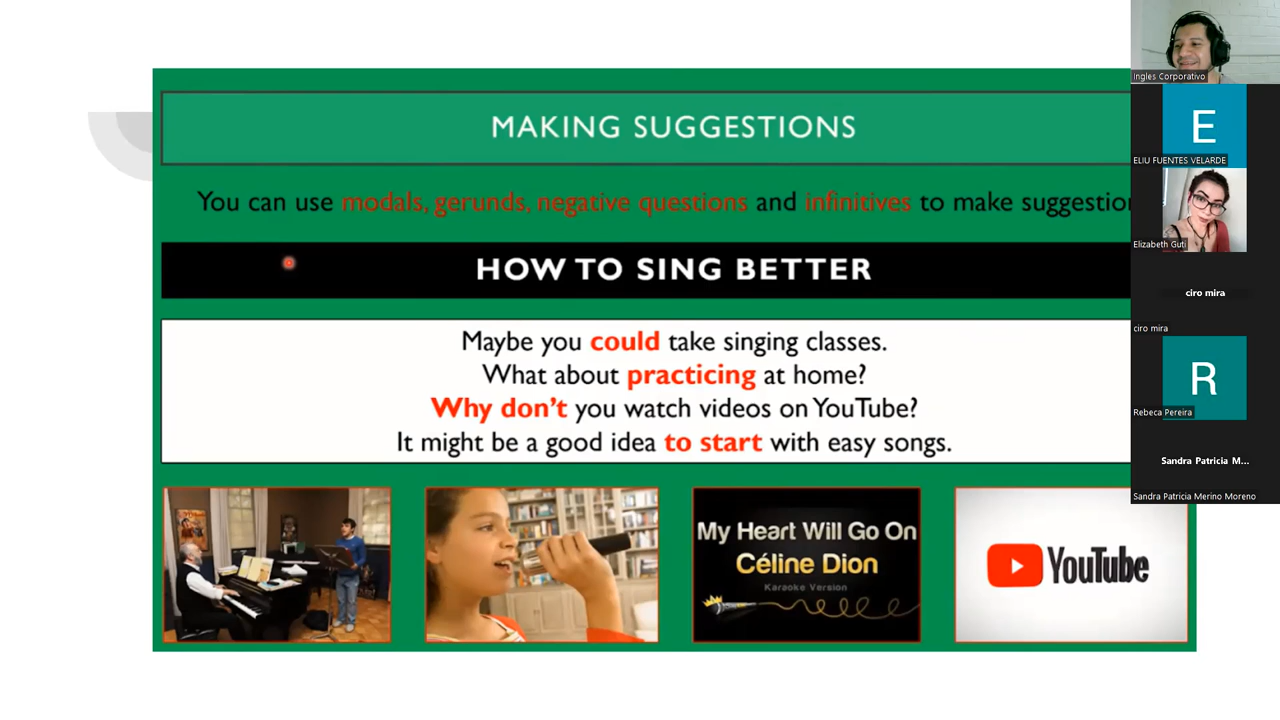 MAKING SUGGESTIONS
You can use modals, gerunds, negative questions and infinitives to make suggestion
HOW TO SING BETTER
Maybe you could take singing classes.
What about practicing at home?
Why don't you watch videos on YouTube?
It might be a good idea to start with easy songs.
My Heart Will Go On
Céline Dion
Karaoke Version
YouTube
Ingles Corporativo
E
ELIU FUENTES VELARDE
Elizabeth Guti
ciro mira
ciro mira
R
Rebeca Pereira
Sandra Patricia M...
Sandra Patricia Merino Moreno